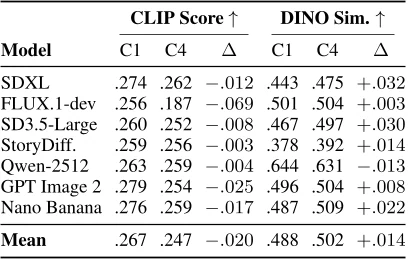 CLIP Score ↑ DINO Sim. ↑
Model C1 C4 Δ C1 C4 Δ
SDXL .274 .262 −.012 .443 .475 +.032
FLUX.1-dev .256 .187 −.069 .501 .504 +.003
SD3.5-Large .260 .252 −.008 .467 .497 +.030
StoryDiff. .259 .256 −.003 .378 .392 +.014
Qwen-2512 .263 .259 −.004 .644 .631 −.013
GPT Image 2 .279 .254 −.025 .496 .504 +.008
Nano Banana .276 .259 −.017 .487 .509 +.022
Mean .267 .247 −.020 .488 .502 +.014